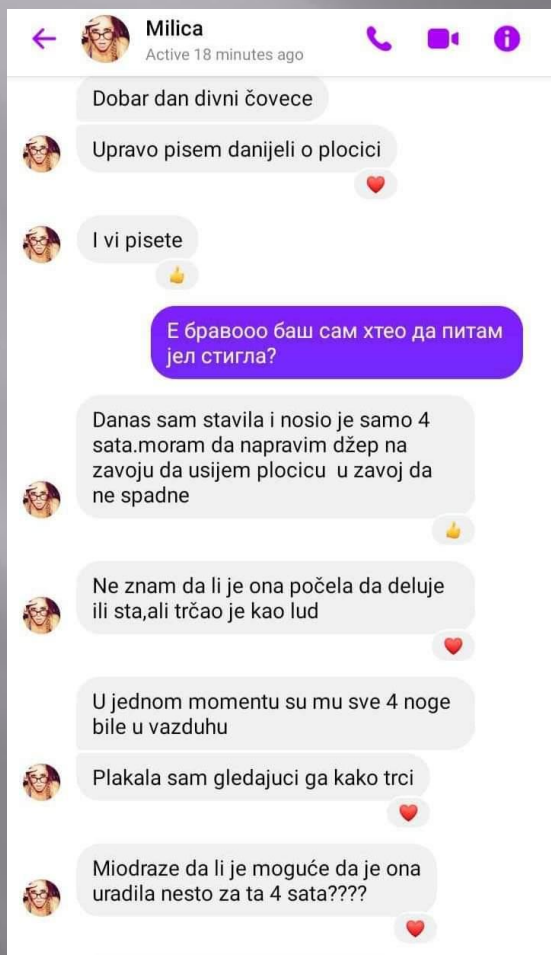 Milica
Active 18 minutes ago
Dobar dan divni čovece
Upravo pisem danijeli o plocici
I vi pisete
Е бравооо баш сам хтео да питам
јел стигла?
Danas sam stavila i nosio je samo 4
sata.moram da napravim džep na
zavoju da usijem plocicu u zavoj da
ne spadne
Ne znam da li je ona počela da deluje
ili sta,ali trčao je kao lud
U jednom momentu su mu sve 4 noge
bile u vazduhu
Plakala sam gledajuci ga kako trci
Miodraze da li je moguće da je ona
uradila nesto za ta 4 sata????